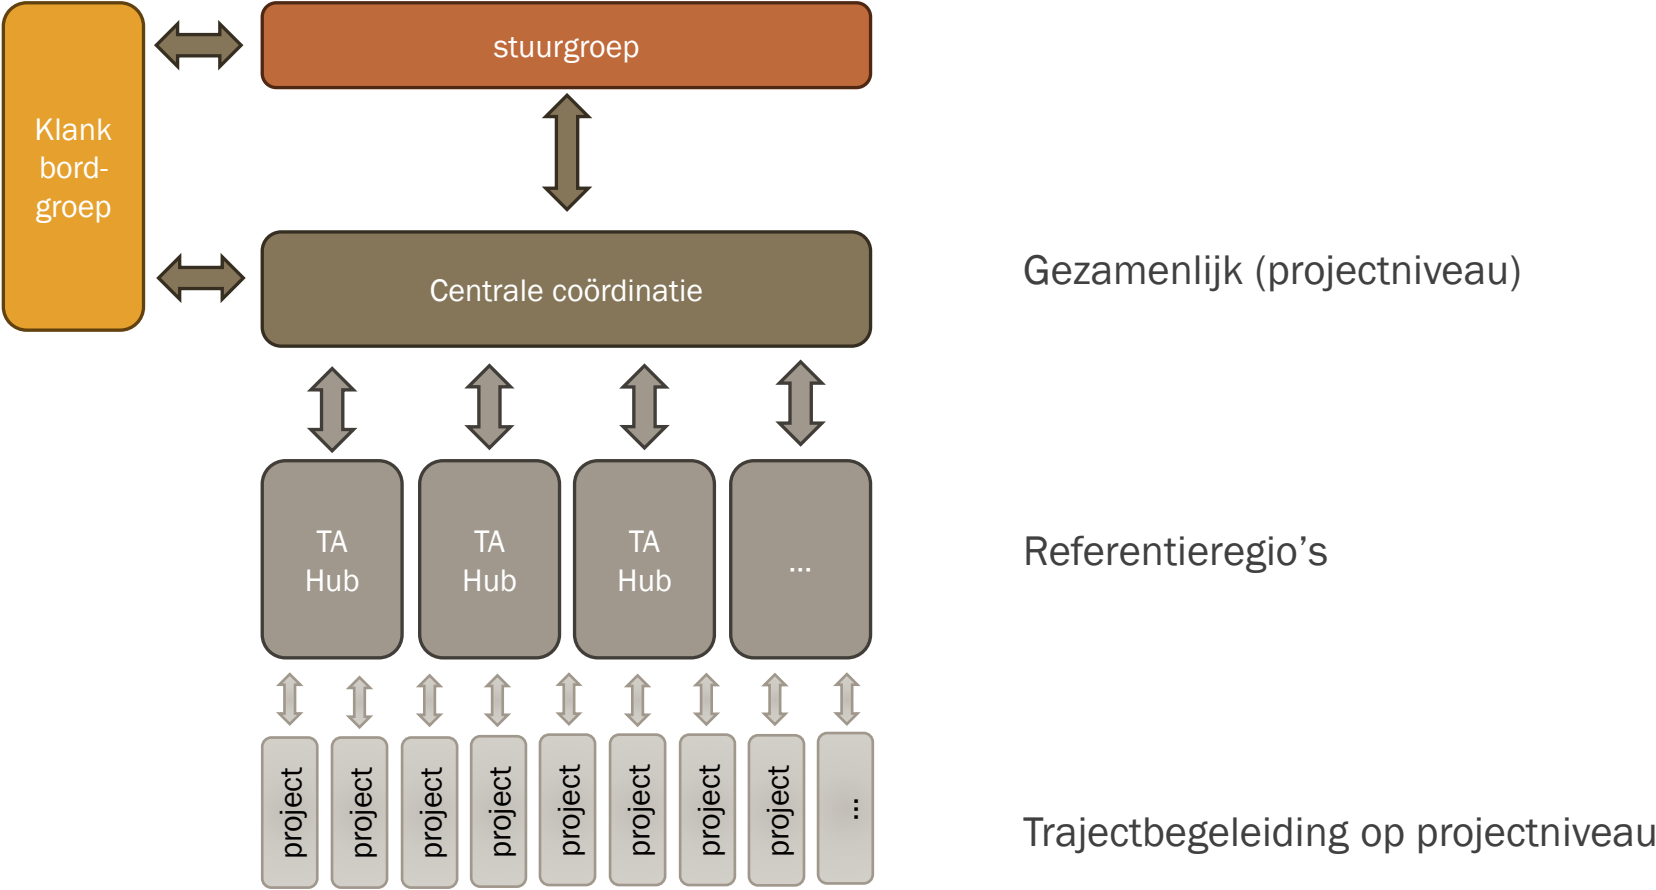 stuurgroep
Klank
bord-
groep
Centrale coördinatie
Gezamenlijk (projectniveau)
TA
Hub
TA
Hub
TA
Hub
...
Referentieregio's
project
project
project
project
project
project
project
project
...
Trajectbegeleiding op projectniveau